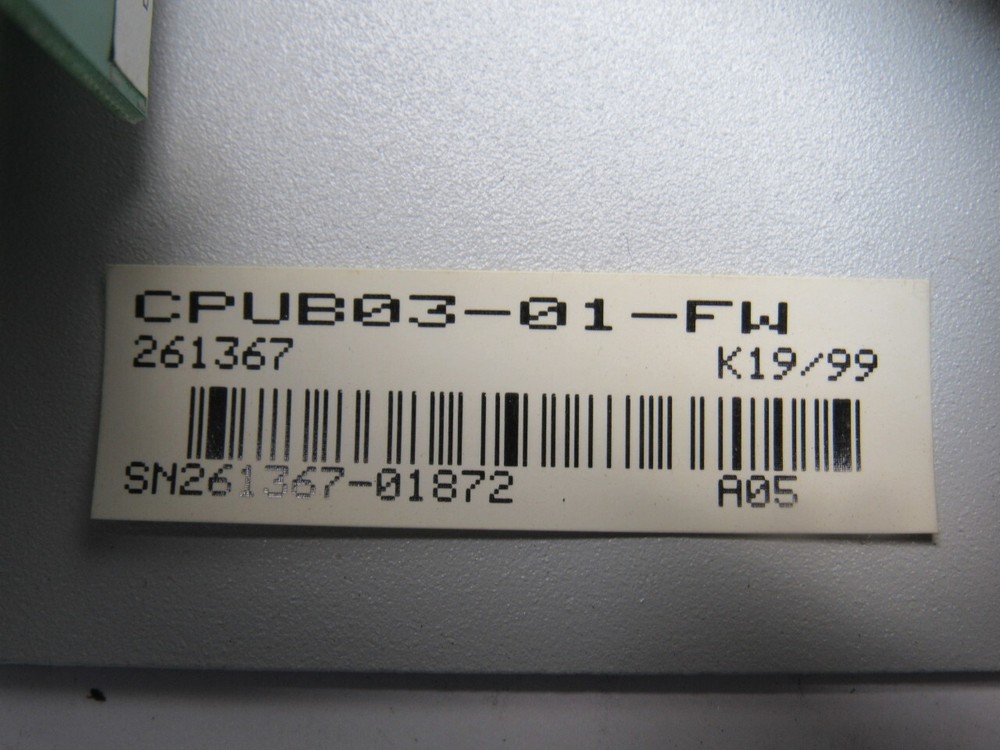 CPUB03-01-FW
261367 K19/99
SN261367-01872 A05